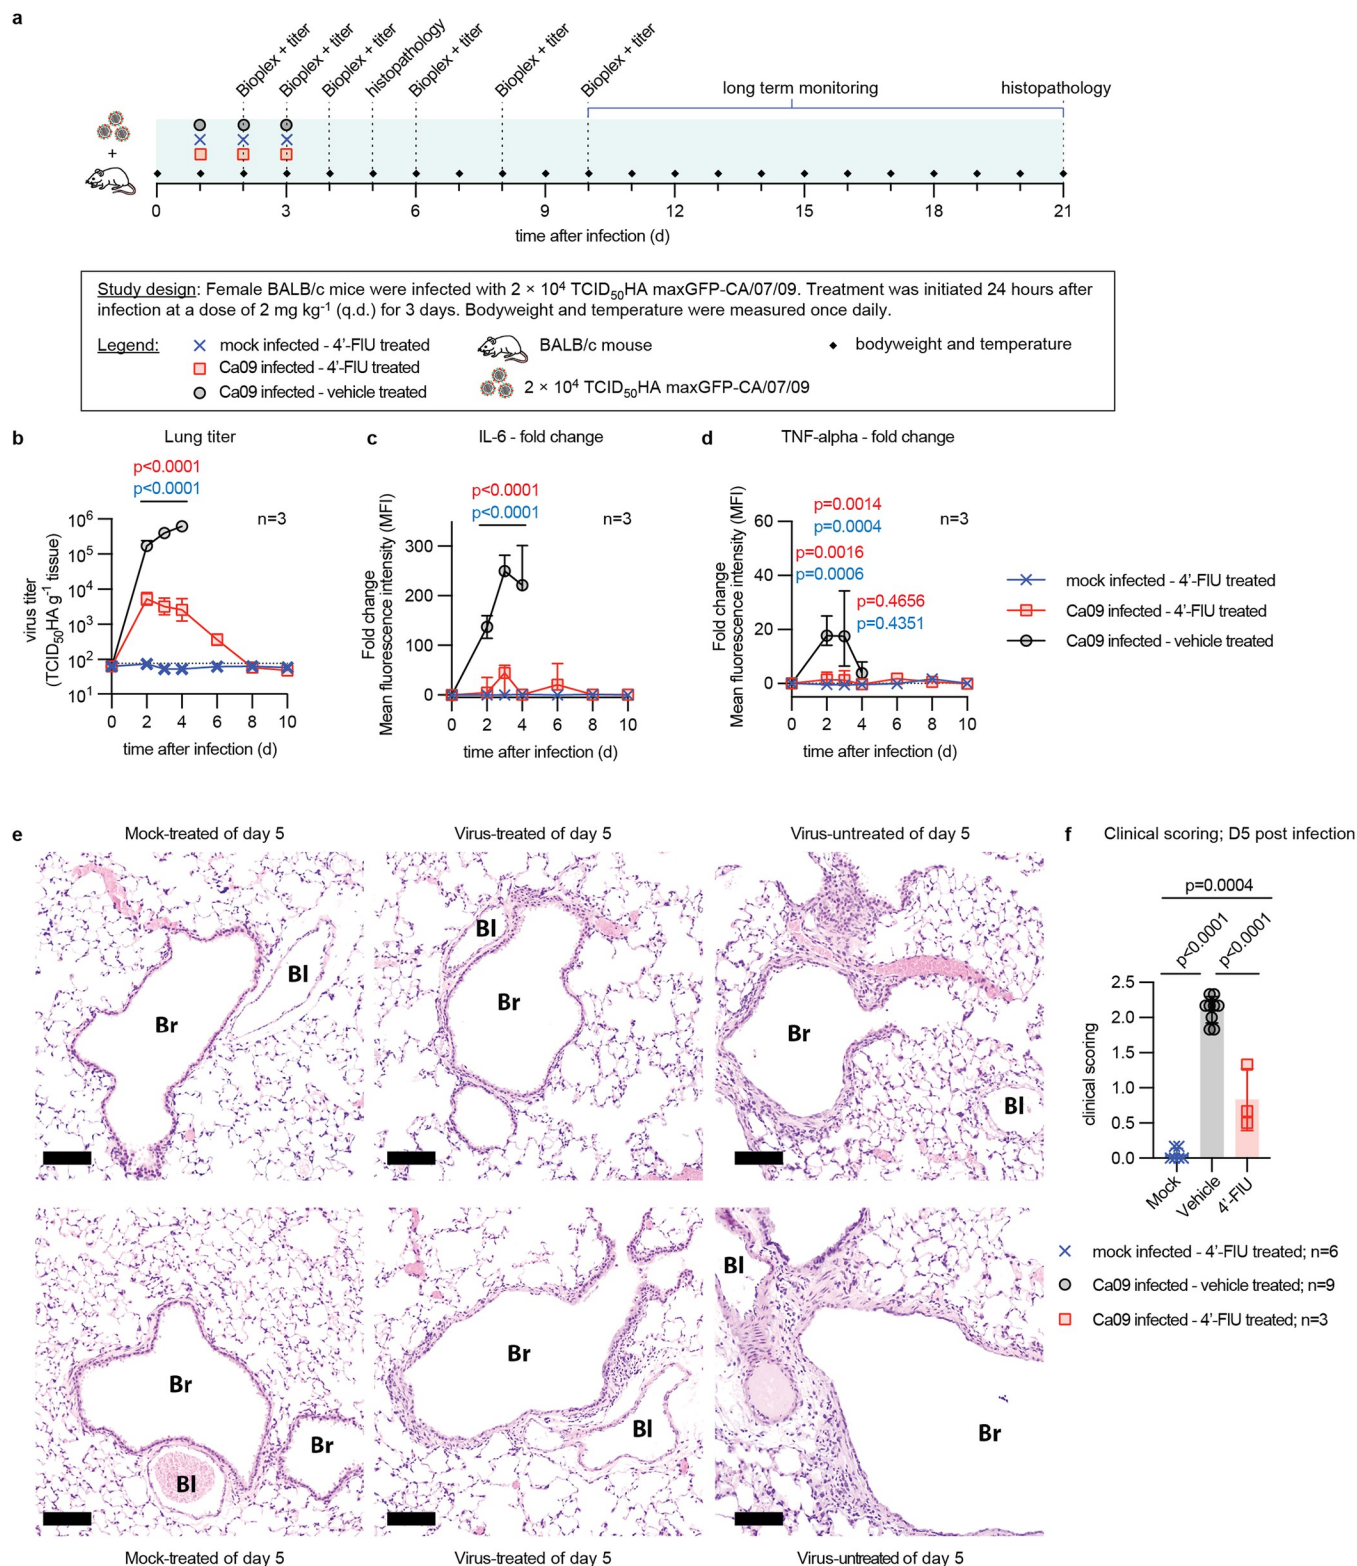 a
Bioplex + titer
Bioplex + titer
Bioplex + titer
histopathology
Bioplex + titer
Bioplex + titer
Bioplex + titer
long term monitoring
histopathology
+
0 3 6 9 12 15 18 21
time after infection (d)
Study design: Female BALB/c mice were infected with 2 × 10⁴ TCID₅₀HA maxGFP-CA/07/09. Treatment was initiated 24 hours after
infection at a dose of 2 mg kg⁻¹ (q.d.) for 3 days. Bodyweight and temperature were measured once daily.
Legend:
mock infected - 4'-FlU treated
Ca09 infected - 4'-FlU treated
Ca09 infected - vehicle treated
BALB/c mouse
2 × 10⁴ TCID₅₀HA maxGFP-CA/07/09
bodyweight and temperature
b
Lung titer
p<0.0001
p<0.0001
n=3
virus titer
(TCID₅₀HA g⁻¹ tissue)
10⁶
10⁵
10⁴
10³
10²
10¹
0 2 4 6 8 10
time after infection (d)
c
IL-6 - fold change
p<0.0001
p<0.0001
n=3
Fold change
Mean fluorescence intensity (MFI)
300
200
100
0
0 2 4 6 8 10
time after infection (d)
d
TNF-alpha - fold change
p=0.0014
p=0.0004
n=3
p=0.0016
p=0.0006
p=0.4656
p=0.4351
Fold change
Mean fluorescence intensity (MFI)
60
40
20
0
0 2 4 6 8 10
time after infection (d)
mock infected - 4'-FlU treated
Ca09 infected - 4'-FlU treated
Ca09 infected - vehicle treated
e
Mock-treated of day 5
Virus-treated of day 5
Virus-untreated of day 5
Br
Bl
Bl
Br
Br
Bl
Br
Br
Bl
Br
Bl
Bl
Br
Mock-treated of day 5
Virus-treated of day 5
Virus-untreated of day 5
f
Clinical scoring; D5 post infection
p=0.0004
p<0.0001
p<0.0001
clinical scoring
2.5
2.0
1.5
1.0
0.5
0.0
Mock
Vehicle
4'-FlU
mock infected - 4'-FlU treated; n=6
Ca09 infected - vehicle treated; n=9
Ca09 infected - 4'-FlU treated; n=3